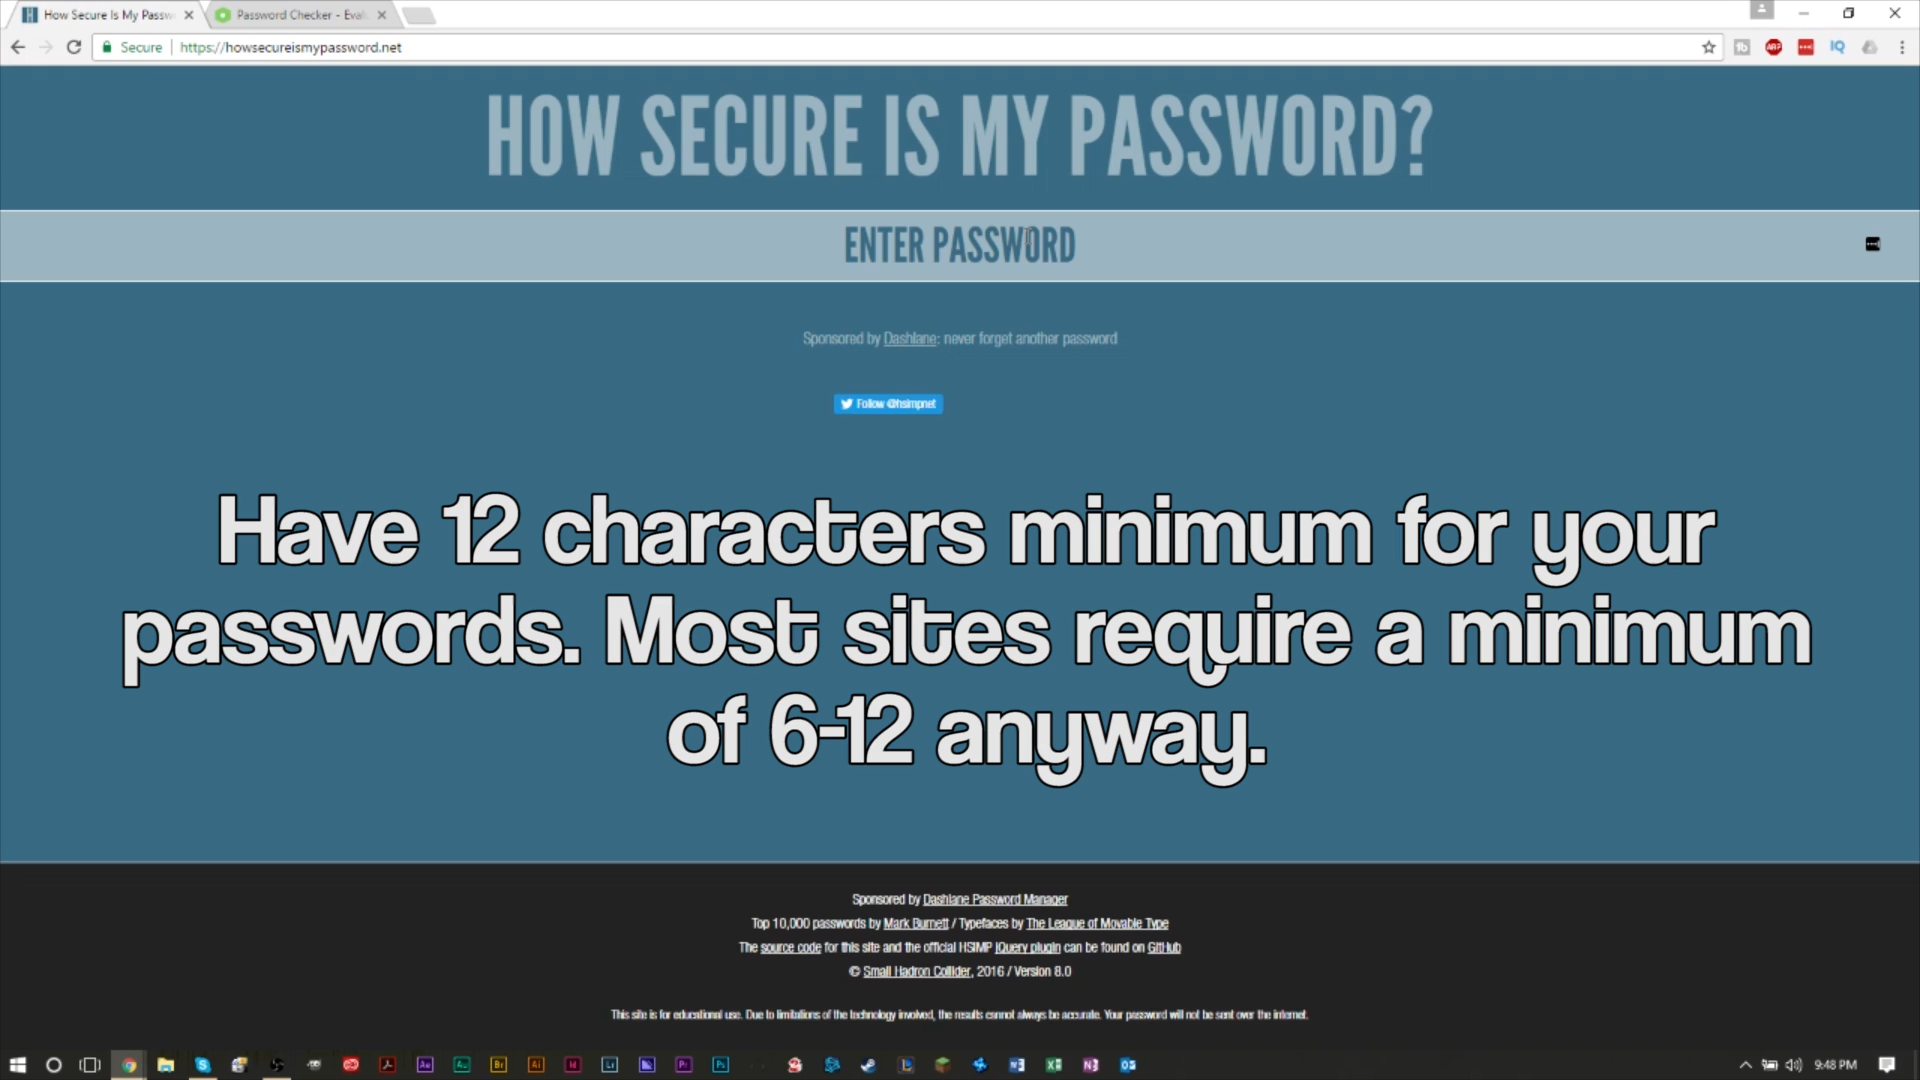 How Secure Is My Passw
Password Checker - Eval
Secure
https://howsecureismypassword.net
HOW SECURE IS MY PASSWORD?
ENTER PASSWORD
Sponsored by Dashlane: never forget another password
Follow @hsimpnet
Have 12 characters minimum for your
passwords. Most sites require a minimum
of 6-12 anyway.
Sponsored by Dashlane Password Manager
Top 10,000 passwords by Mark Burnett / Typefaces by The League of Movable Type
The source code for this site and the official HSIMP jQuery plugin can be found on GitHub
© Small Hadron Collider, 2016 / Version 8.0
This site is for educational use. Due to limitations of the technology involved, the results cannot always be accurate. Your password will not be sent over the internet.
9:48 PM